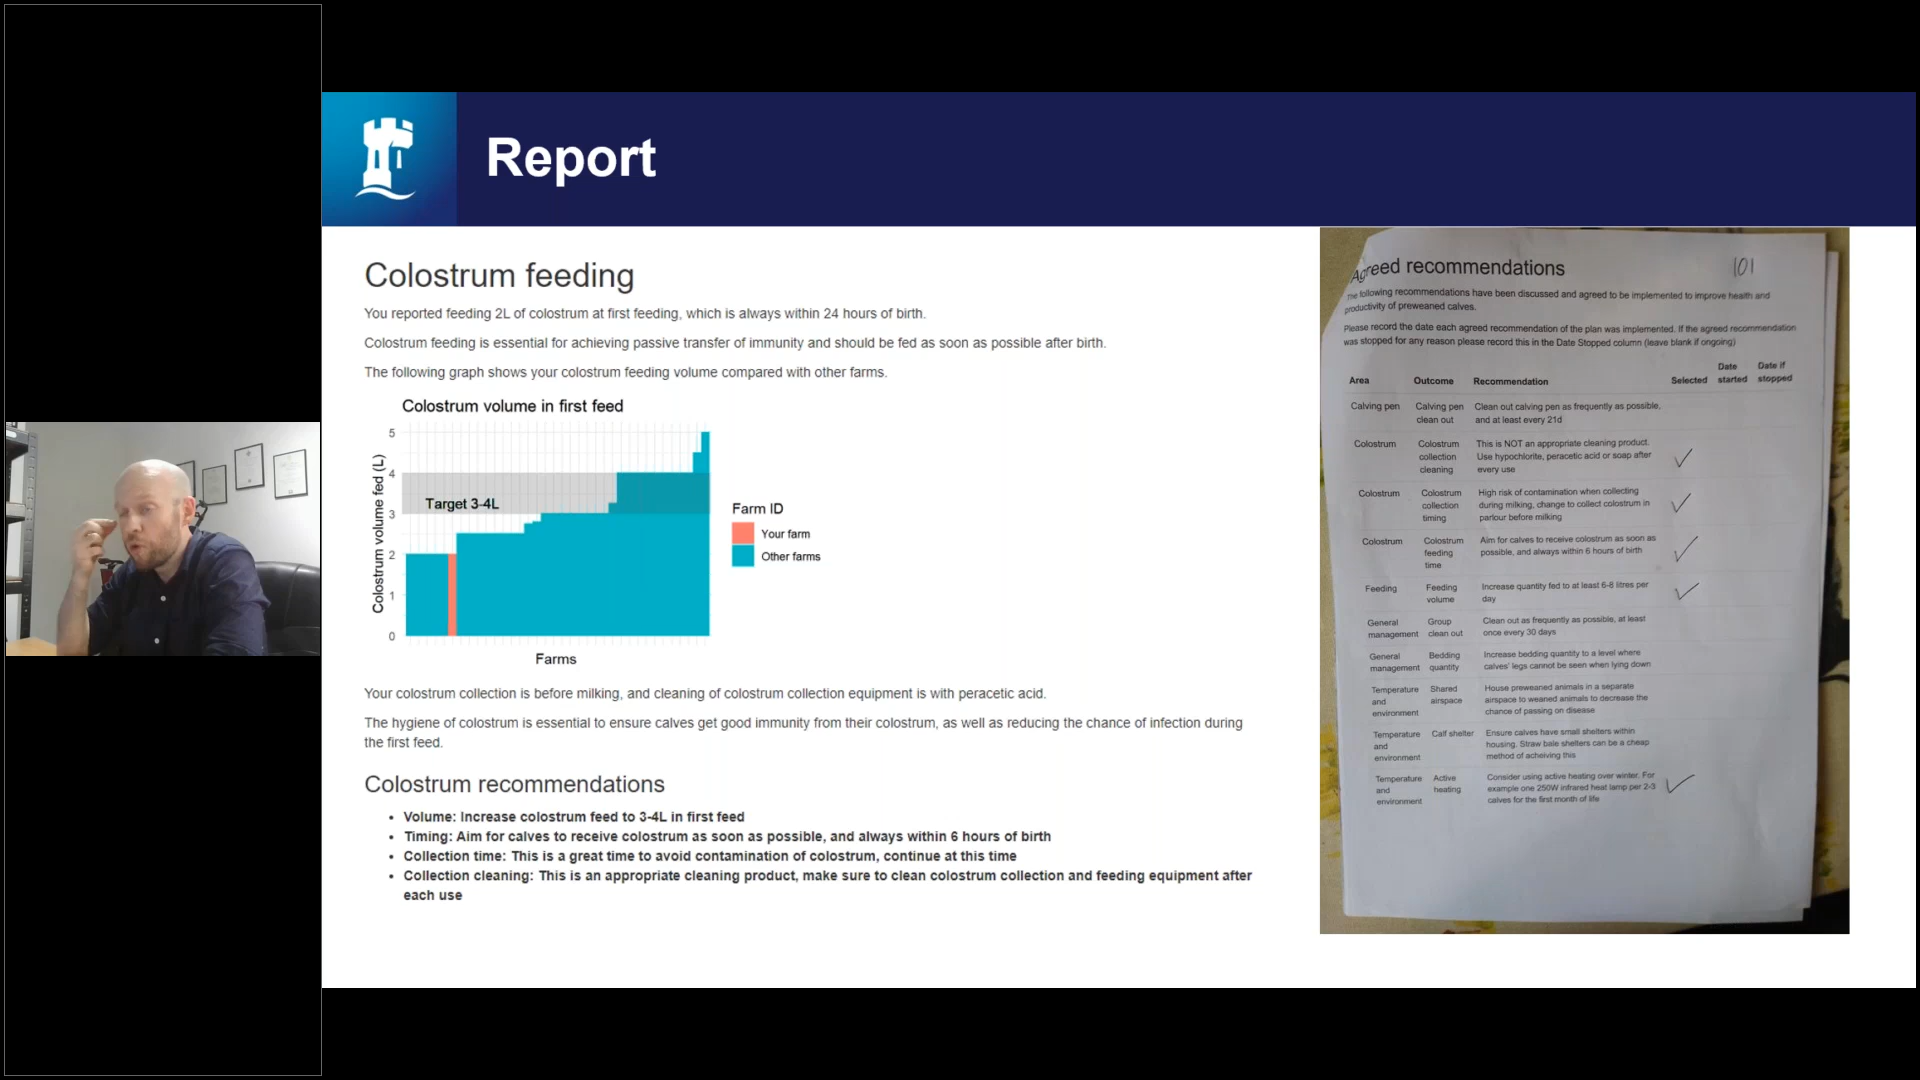 Report
Colostrum feeding
You reported feeding 2L of colostrum at first feeding, which is always within 24 hours of birth.
Colostrum feeding is essential for achieving passive transfer of immunity and should be fed as soon as possible after birth.
The following graph shows your colostrum feeding volume compared with other farms.
Colostrum volume in first feed
Colostrum volume fed (L)
5
4
3
2
1
0
Target 3-4L
Farms
Farm ID
Your farm
Other farms
Your colostrum collection is before milking, and cleaning of colostrum collection equipment is with peracetic acid.
The hygiene of colostrum is essential to ensure calves get good immunity from their colostrum, as well as reducing the chance of infection during
the first feed.
Colostrum recommendations
• Volume: Increase colostrum feed to 3-4L in first feed
• Timing: Aim for calves to receive colostrum as soon as possible, and always within 6 hours of birth
• Collection time: This is a great time to avoid contamination of colostrum, continue at this time
• Collection cleaning: This is an appropriate cleaning product, make sure to clean colostrum collection and feeding equipment after
each use
Agreed recommendations
101
The following recommendations have been discussed and agreed to be implemented to improve health and
productivity of preweaned calves.
Please record the date each agreed recommendation of the plan was implemented. If the agreed recommendation
was stopped for any reason please record this in the Date Stopped column (leave blank if ongoing)
Area Outcome Recommendation Selected Date started Date if stopped
Calving pen Calving pen Clean out calving pen as frequently as possible,
clean out and at least every 21d
Colostrum Colostrum This is NOT an appropriate cleaning product.
collection Use hypochlorite, peracetic acid or soap after
cleaning every use
Colostrum Colostrum High risk of contamination when collecting
collection during milking, change to collect colostrum in
timing parlour before milking
Colostrum Colostrum Aim for calves to receive colostrum as soon as
feeding possible, and always within 6 hours of birth
time
Feeding Feeding Increase quantity fed to at least 6-8 litres per
volume day
General Group Clean out as frequently as possible, at least
management clean out once every 30 days
General Bedding Increase bedding quantity to a level where
management quantity calves' legs cannot be seen when lying down
Temperature Shared House preweaned animals in a separate
and airspace airspace to weaned animals to decrease the
environment chance of passing on disease
Temperature Calf shelter Ensure calves have small shelters within
and housing. Straw bale shelters can be a cheap
environment method of acheiving this
Temperature Active Consider using active heating over winter. For
and heating example one 250W infrared heat lamp per 2-3
environment calves for the first month of life